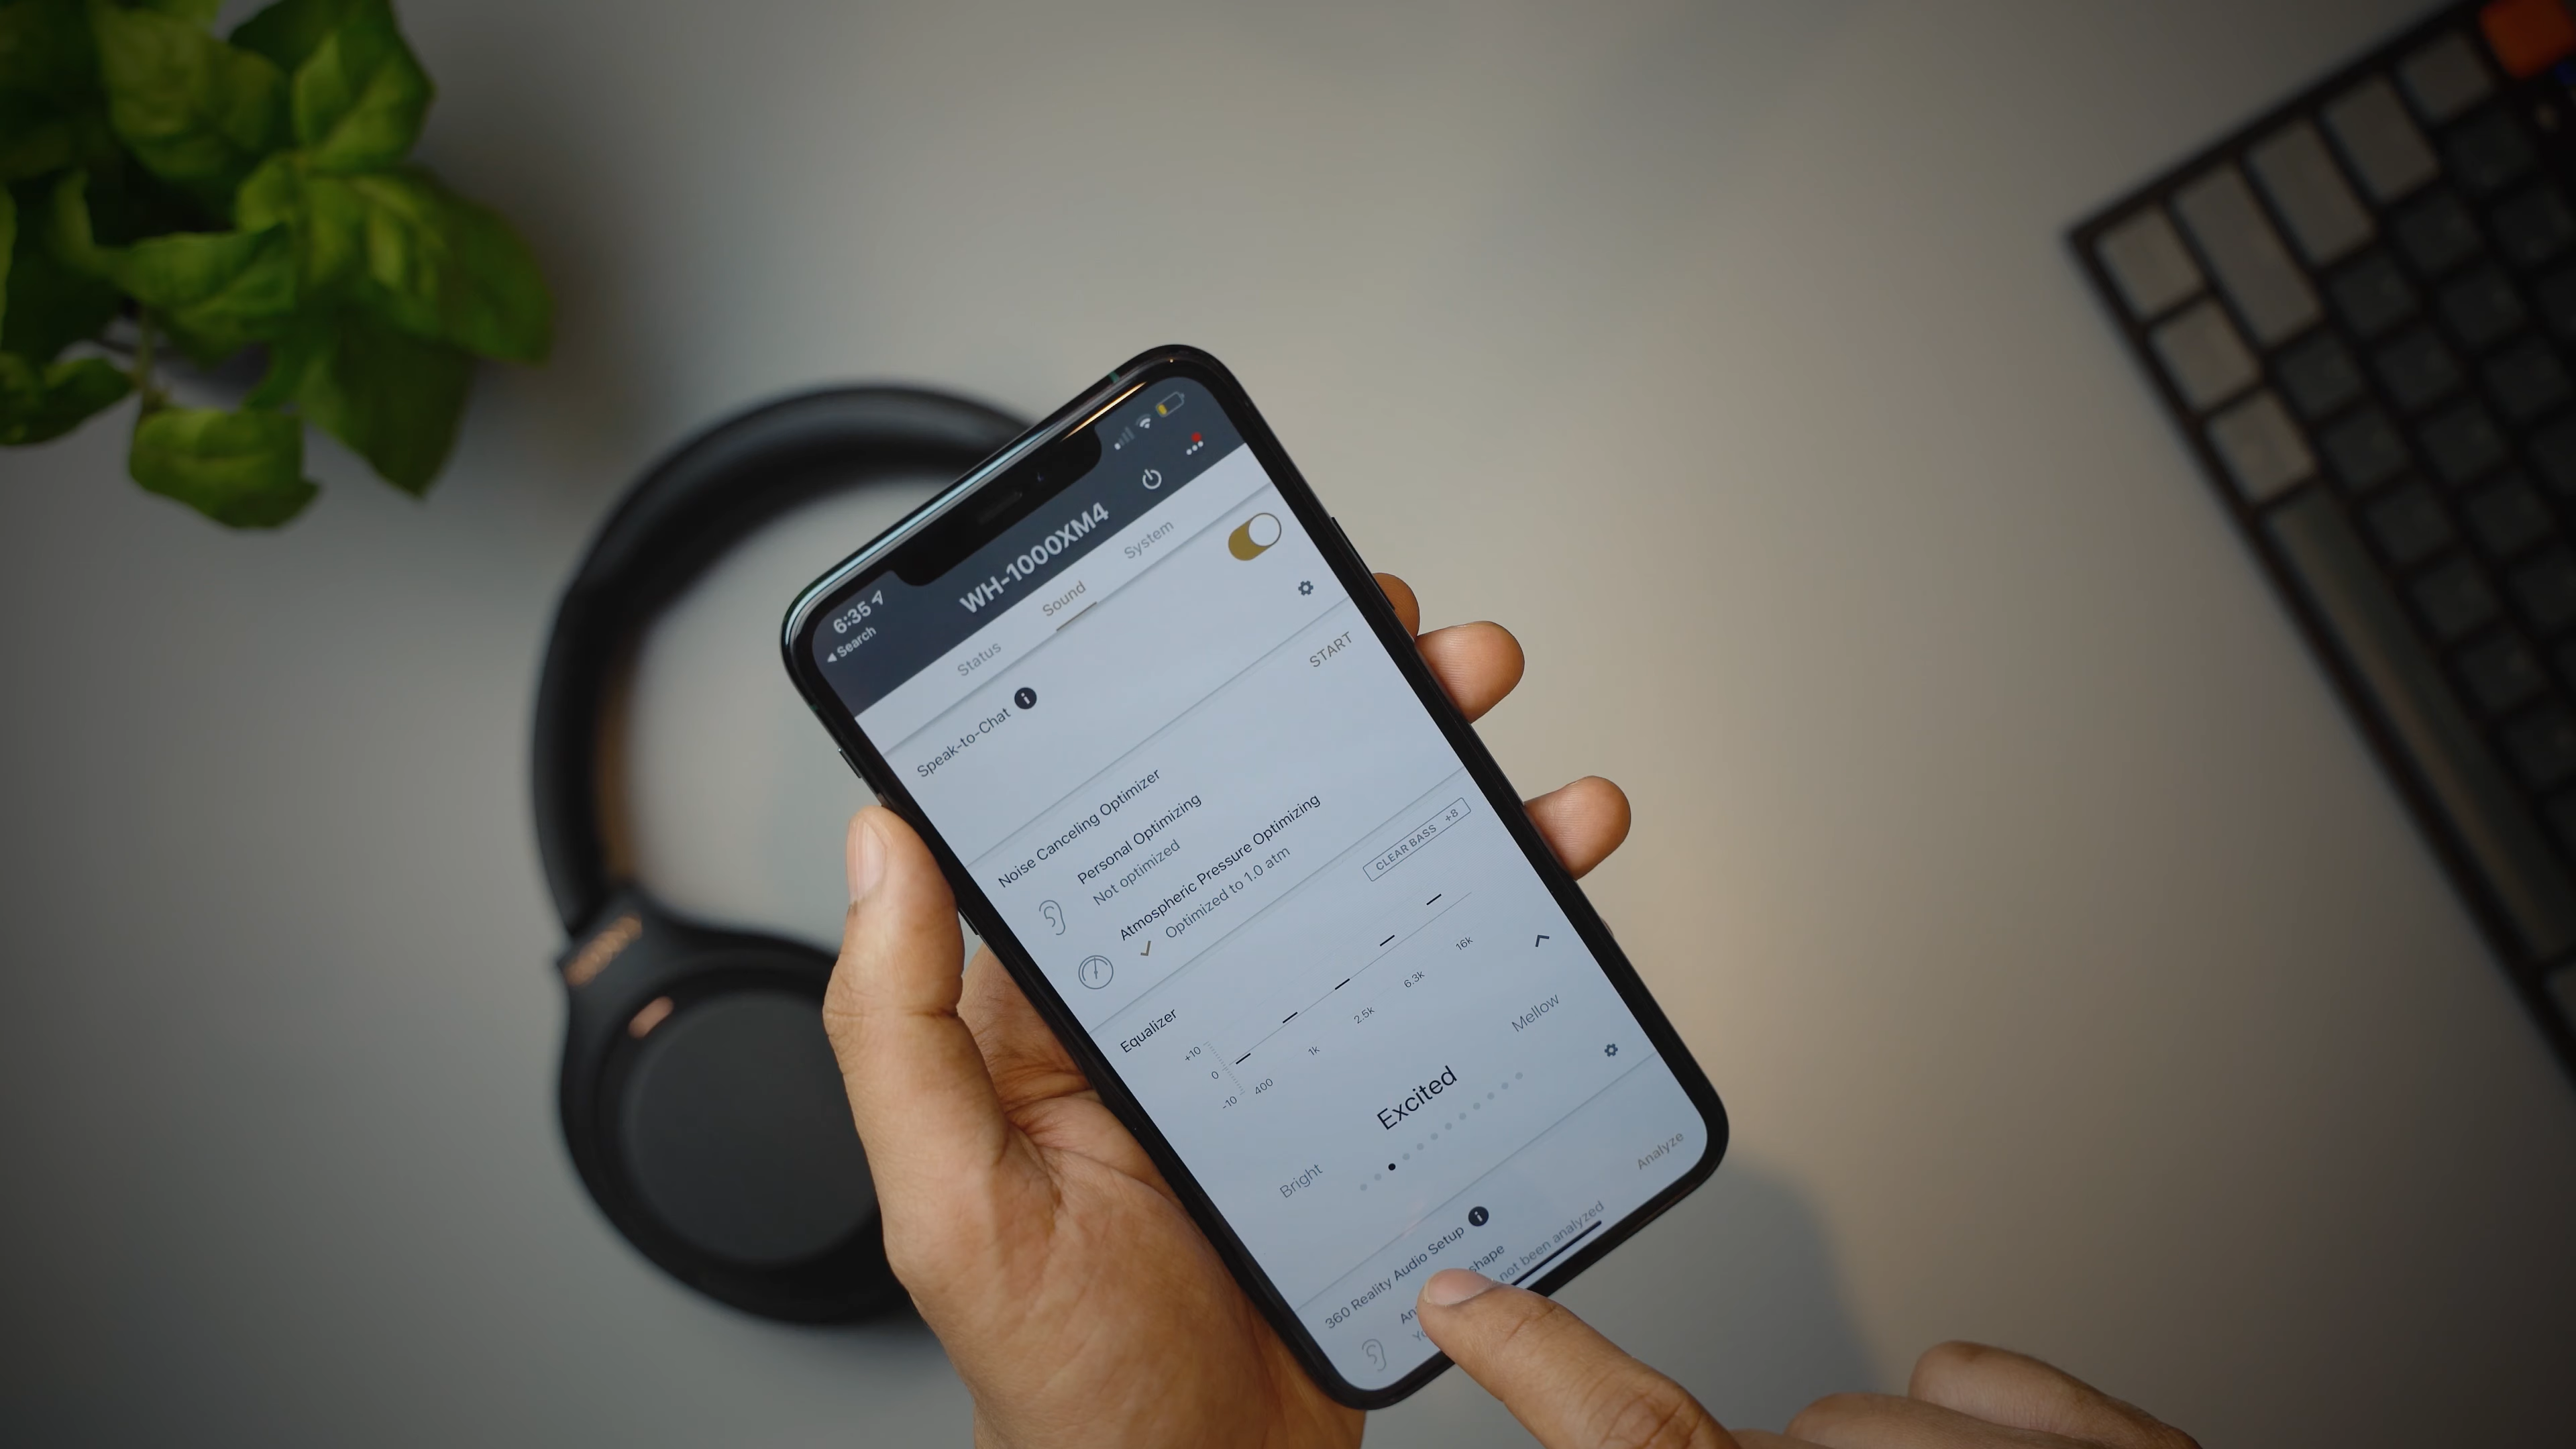 6:35
Search
WH-1000XM4
Status Sound System
Speak-to-Chat
Noise Canceling Optimizer START
Personal Optimizing
Not optimized
Atmospheric Pressure Optimizing
Optimized to 1.0 atm
Equalizer CLEAR BASS +8
+10
0
-10
400 1k 2.5k 6.3k 16k
Excited
Bright Mellow
360 Reality Audio Setup
shape
not been analyzed
Analyze